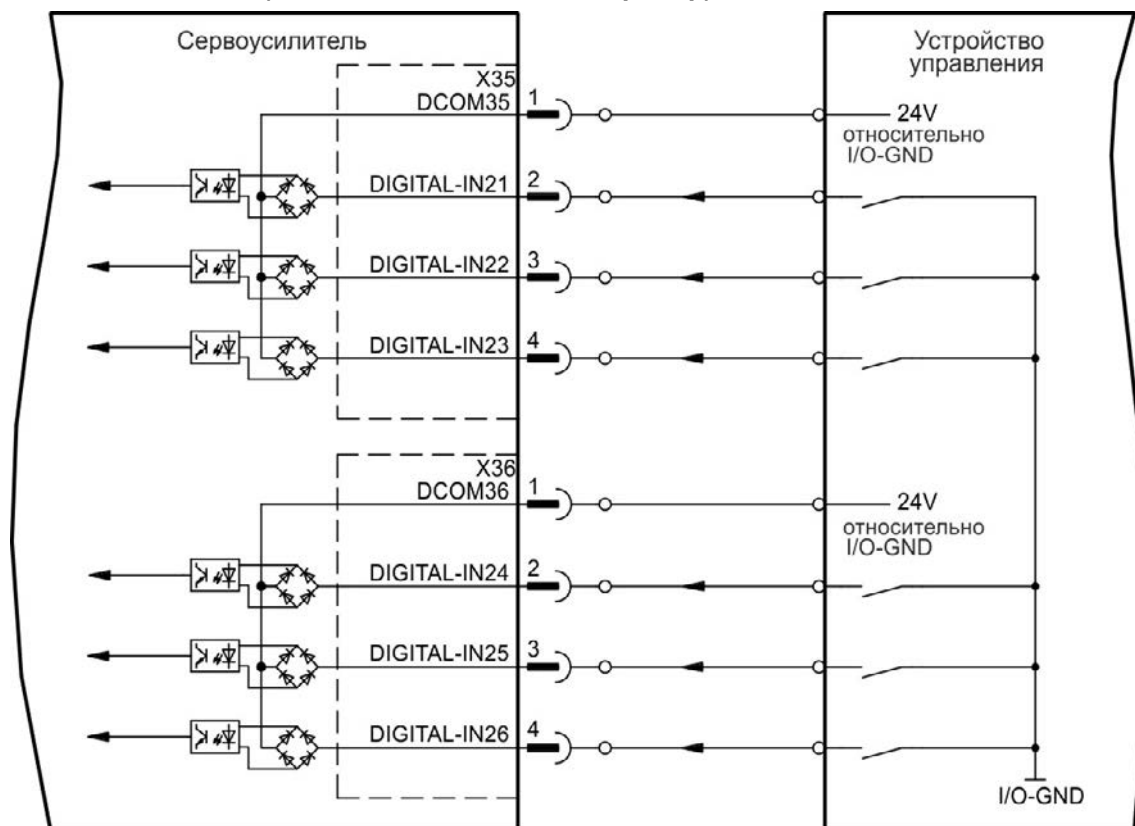 Сервоусилитель
Устройство
управления
X35
DCOM35
1
24V
относительно
I/O-GND
DIGITAL-IN21
2
DIGITAL-IN22
3
DIGITAL-IN23
4
X36
DCOM36
1
24V
относительно
I/O-GND
DIGITAL-IN24
2
DIGITAL-IN25
3
DIGITAL-IN26
4
I/O-GND